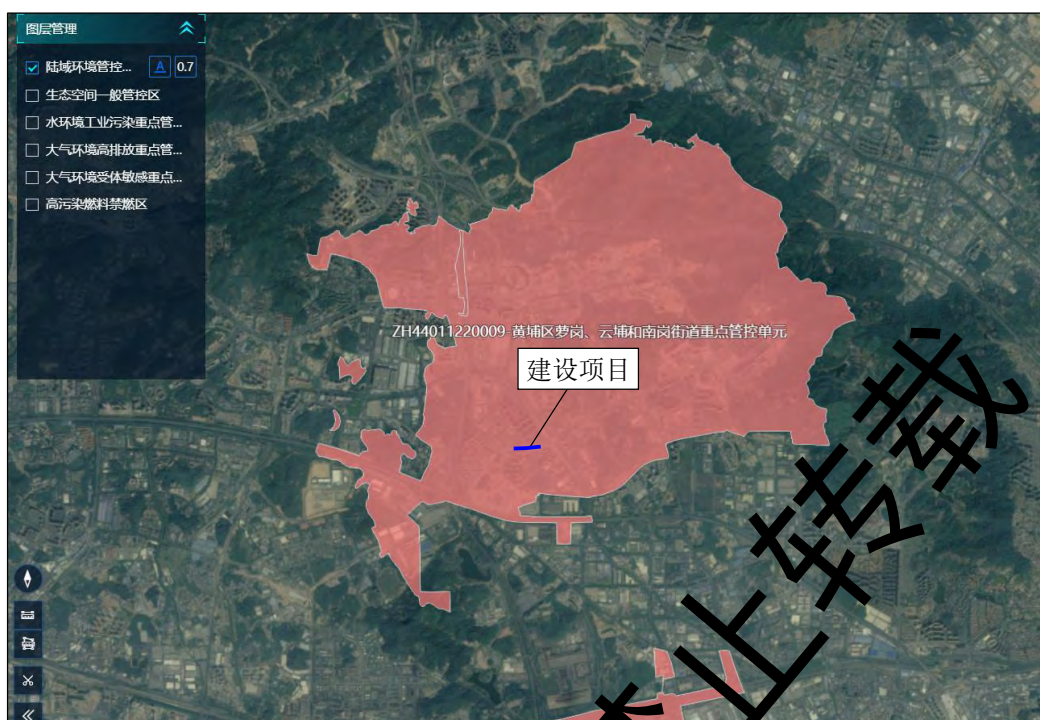 图层管理
陆域环境管控... A 0.7
生态空间一般管控区
水环境工业污染重点管...
大气环境高排放重点管...
大气环境受体敏感重点...
高污染燃料禁燃区
ZH44011220009-黄埔区萝岗、云埔和南岗街道重点管控单元
建设项目
止转载